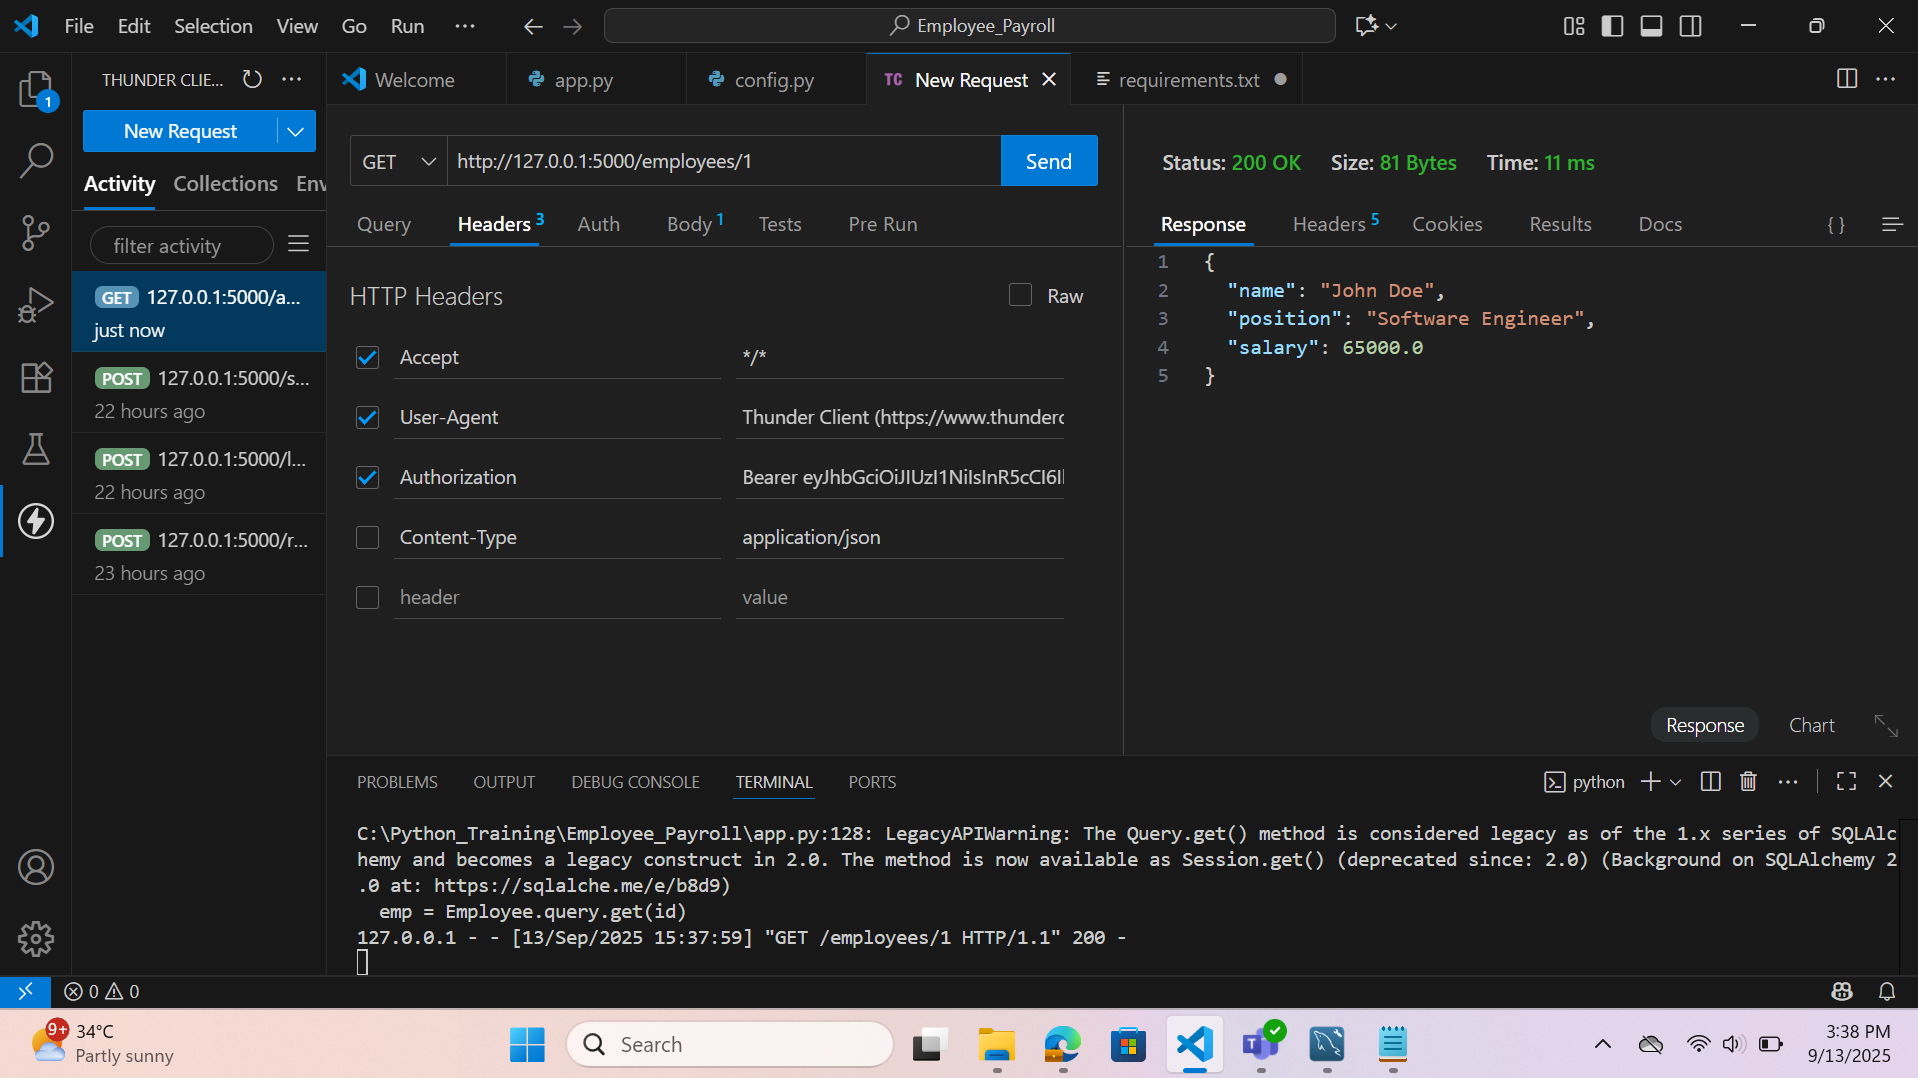 File Edit Selection View Go Run ···
Employee_Payroll
THUNDER CLIE...
Welcome
app.py
config.py
TC New Request
requirements.txt
1
New Request
Activity Collections Env
filter activity
GET 127.0.0.1:5000/a...
just now
POST 127.0.0.1:5000/s...
22 hours ago
POST 127.0.0.1:5000/l...
22 hours ago
POST 127.0.0.1:5000/r...
23 hours ago
GET http://127.0.0.1:5000/employees/1 Send
Query Headers 3 Auth Body 1 Tests Pre Run
HTTP Headers Raw
Accept */*
User-Agent Thunder Client (https://www.thunderc
Authorization Bearer eyJhbGciOiJIUzI1NiIsInR5cCI6I
Content-Type application/json
header value
Status: 200 OK Size: 81 Bytes Time: 11 ms
Response Headers 5 Cookies Results Docs { }
1 {
2 "name": "John Doe",
3 "position": "Software Engineer",
4 "salary": 65000.0
5 }
Response Chart
PROBLEMS OUTPUT DEBUG CONSOLE TERMINAL PORTS
python
C:\Python_Training\Employee_Payroll\app.py:128: LegacyAPIWarning: The Query.get() method is considered legacy as of the 1.x series of SQLAlc
hemy and becomes a legacy construct in 2.0. The method is now available as Session.get() (deprecated since: 2.0) (Background on SQLAlchemy 2
.0 at: https://sqlalche.me/e/b8d9)
emp = Employee.query.get(id)
127.0.0.1 - - [13/Sep/2025 15:37:59] "GET /employees/1 HTTP/1.1" 200 -
0 0
9+ 34°C
Partly sunny
Search
3:38 PM
9/13/2025